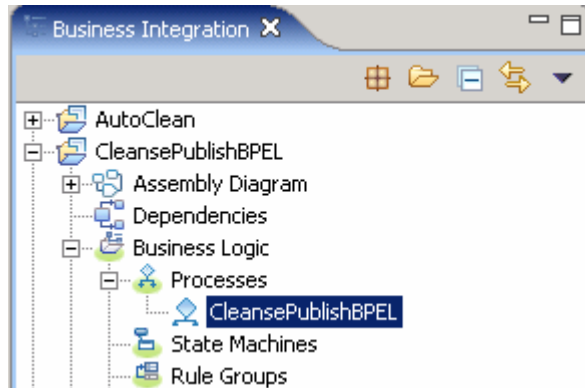 Business Integration
AutoClean
CleansePublishBPEL
Assembly Diagram
Dependencies
Business Logic
Processes
CleansePublishBPEL
State Machines
Rule Groups